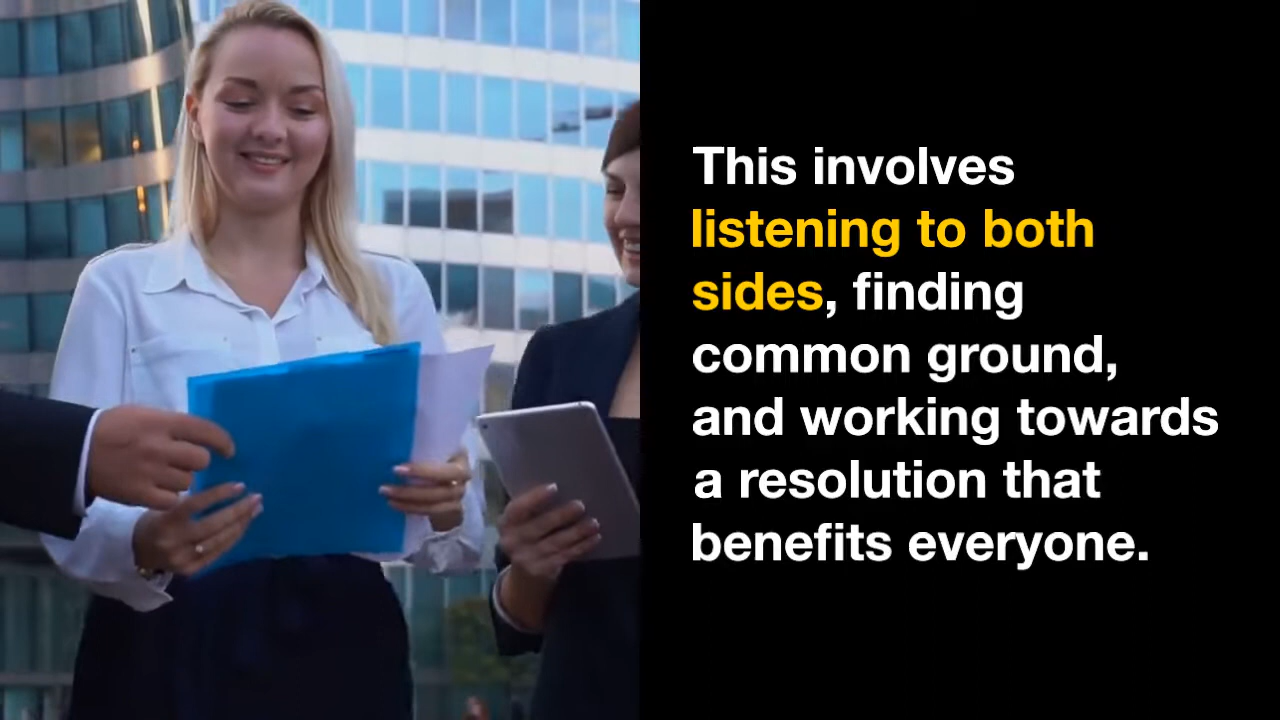 This involves
listening to both
sides, finding
common ground,
and working towards
a resolution that
benefits everyone.